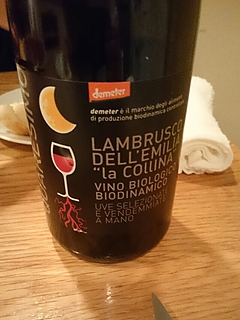 demeter
demeter è il marchio degli alimenti
di produzione biodinamica
LAMBRUSCO
DELL'EMILIA
"la COLLINA"
VINO BIOLOGICO
BIODINAMICO
UVE SELEZIONATE
E VENDEMMIATE
A MANO